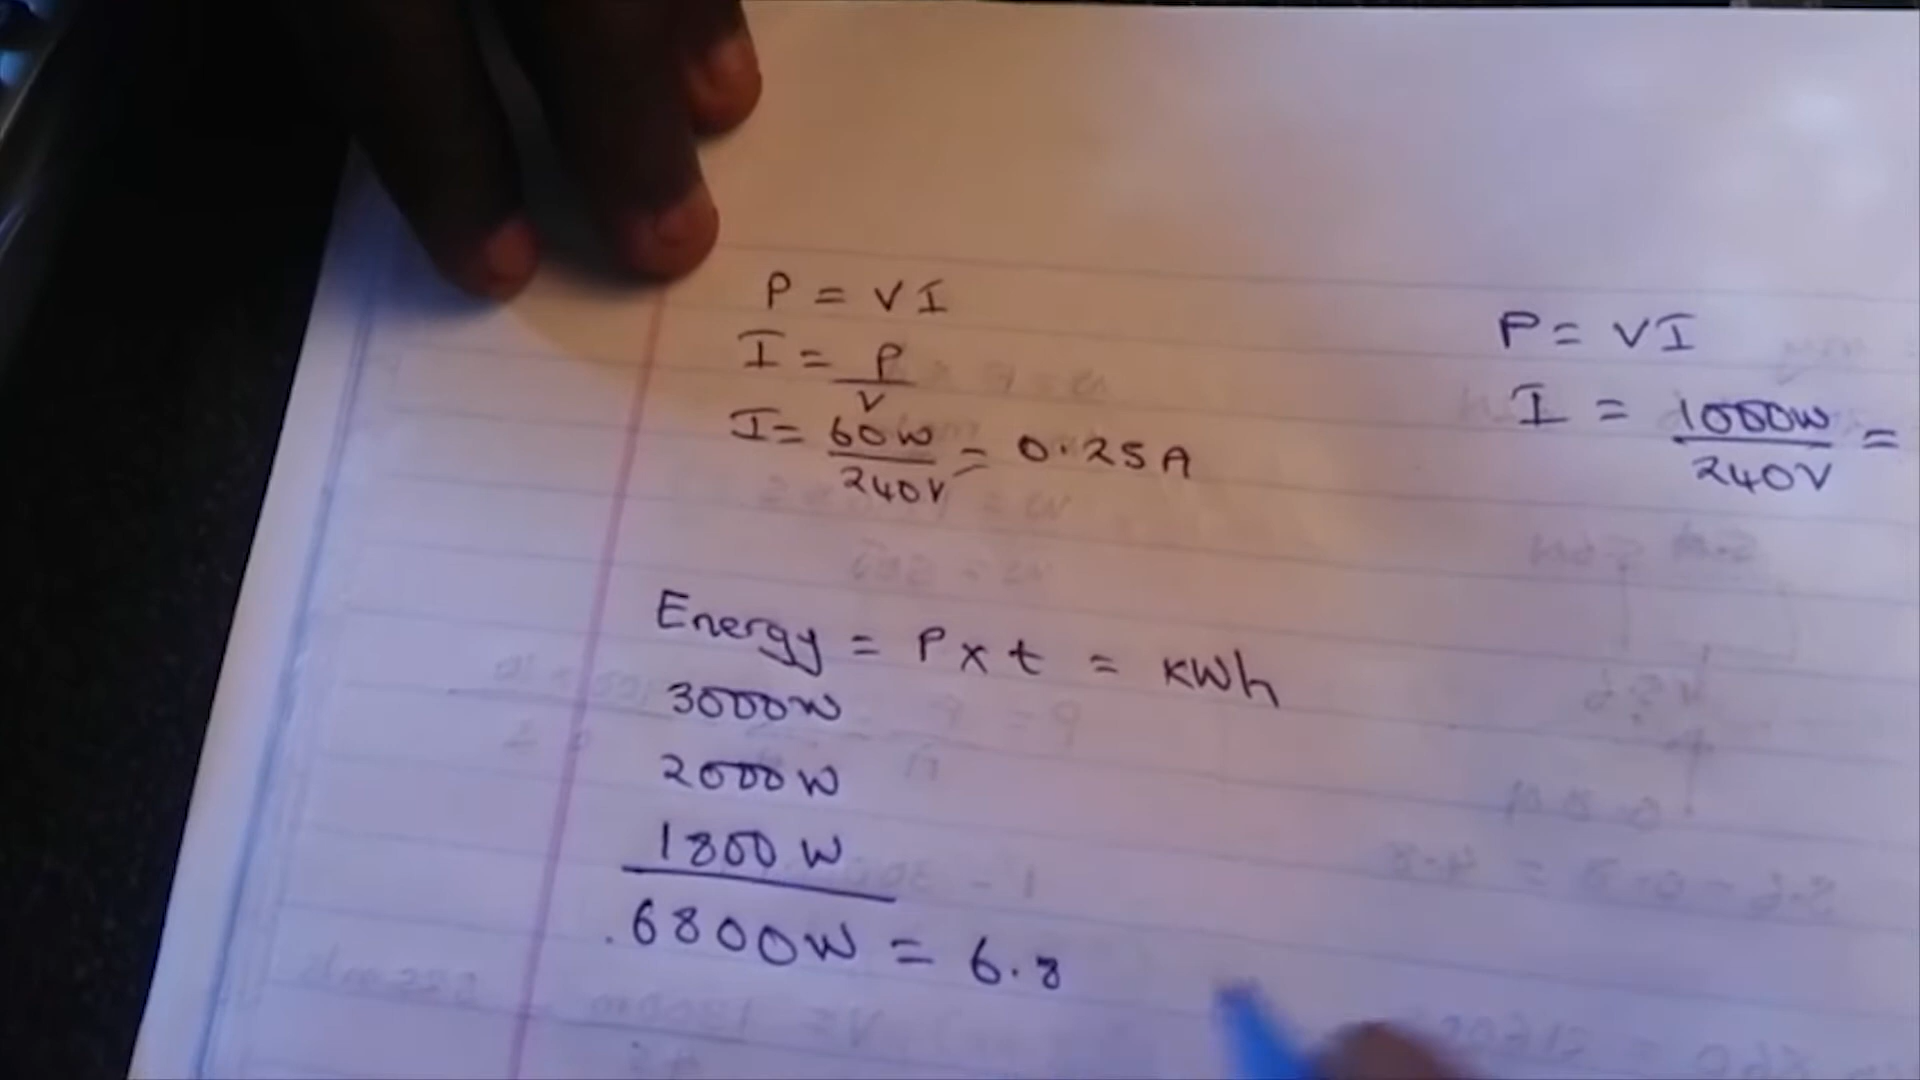 P = VI
I = P/V
I = 60W/240V = 0.25A
P = VI
I = 1000W/240V =
Energy = P x t = kWh
3000W
2000W
1800W
6800W = 6.8